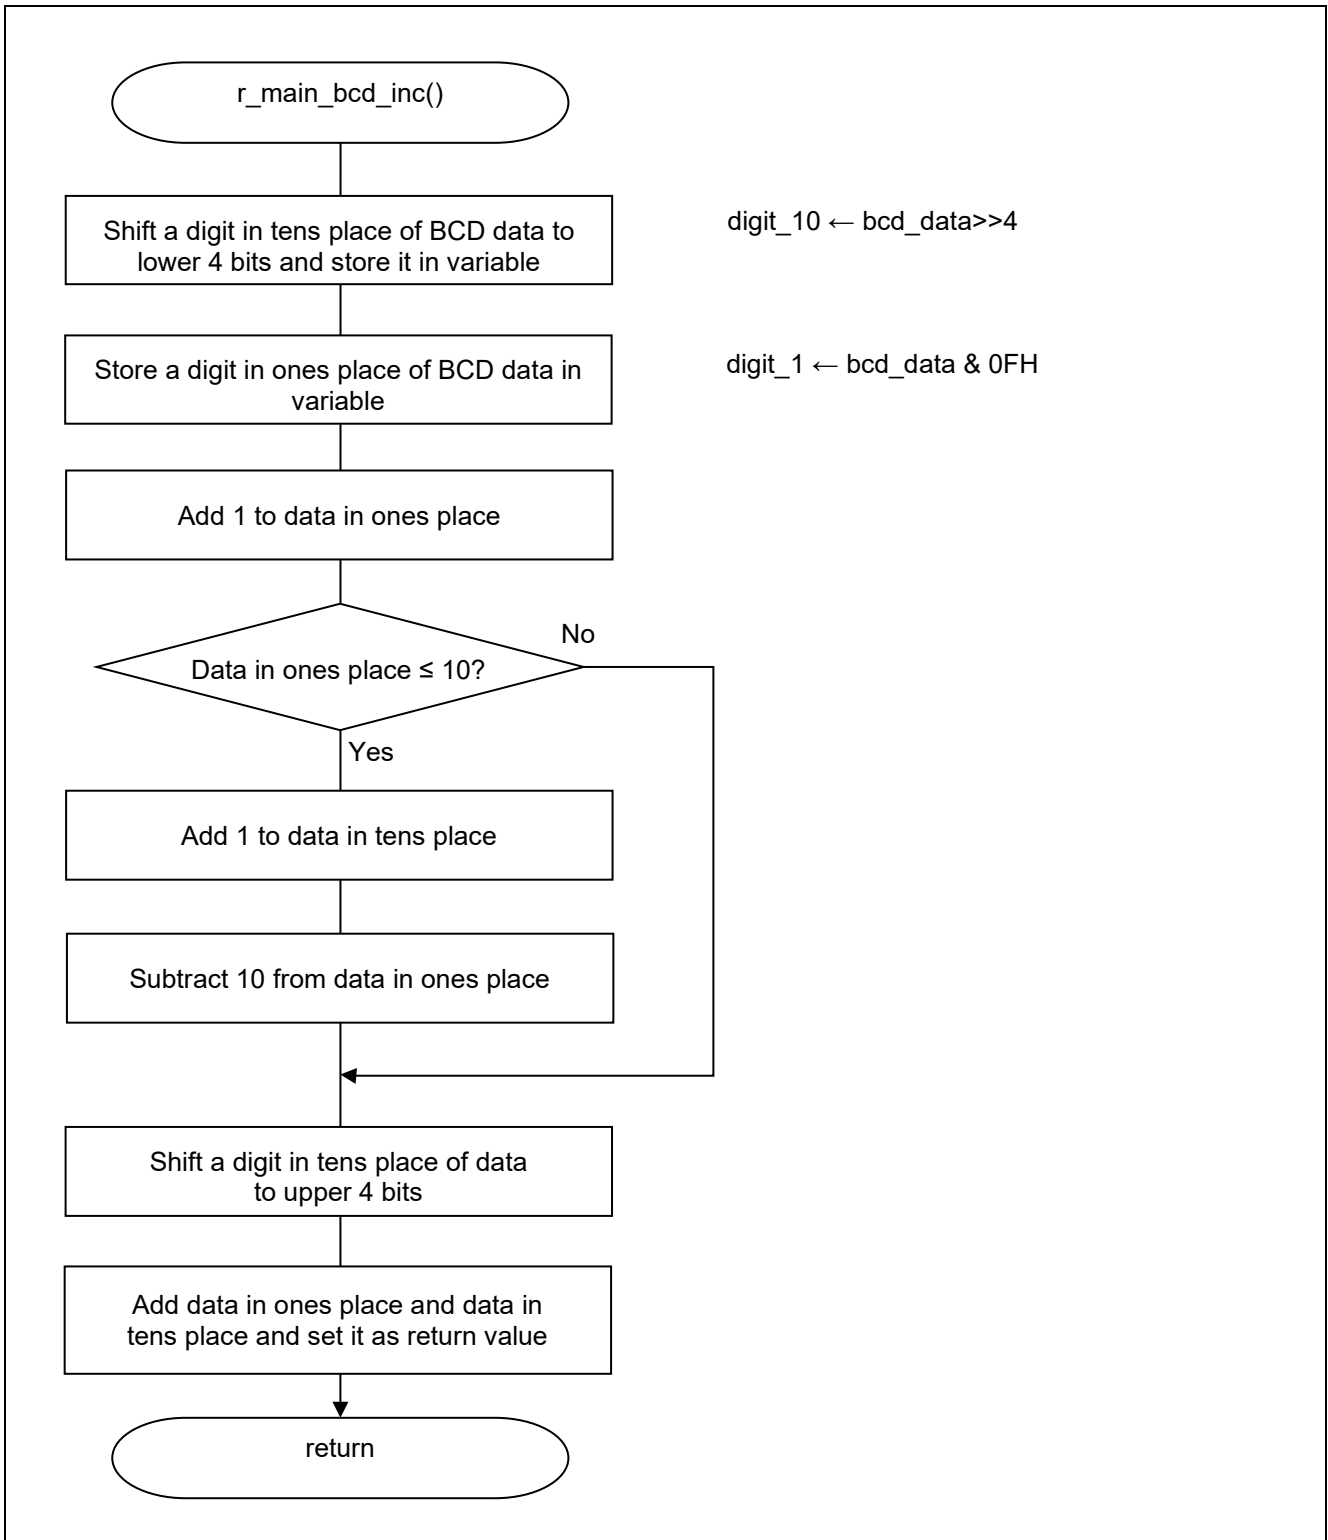 r_main_bcd_inc()
Shift a digit in tens place of BCD data to
lower 4 bits and store it in variable
digit_10 ← bcd_data>>4
Store a digit in ones place of BCD data in
variable
digit_1 ← bcd_data & 0FH
Add 1 to data in ones place
Data in ones place ≤ 10?
No
Yes
Add 1 to data in tens place
Subtract 10 from data in ones place
Shift a digit in tens place of data
to upper 4 bits
Add data in ones place and data in
tens place and set it as return value
return